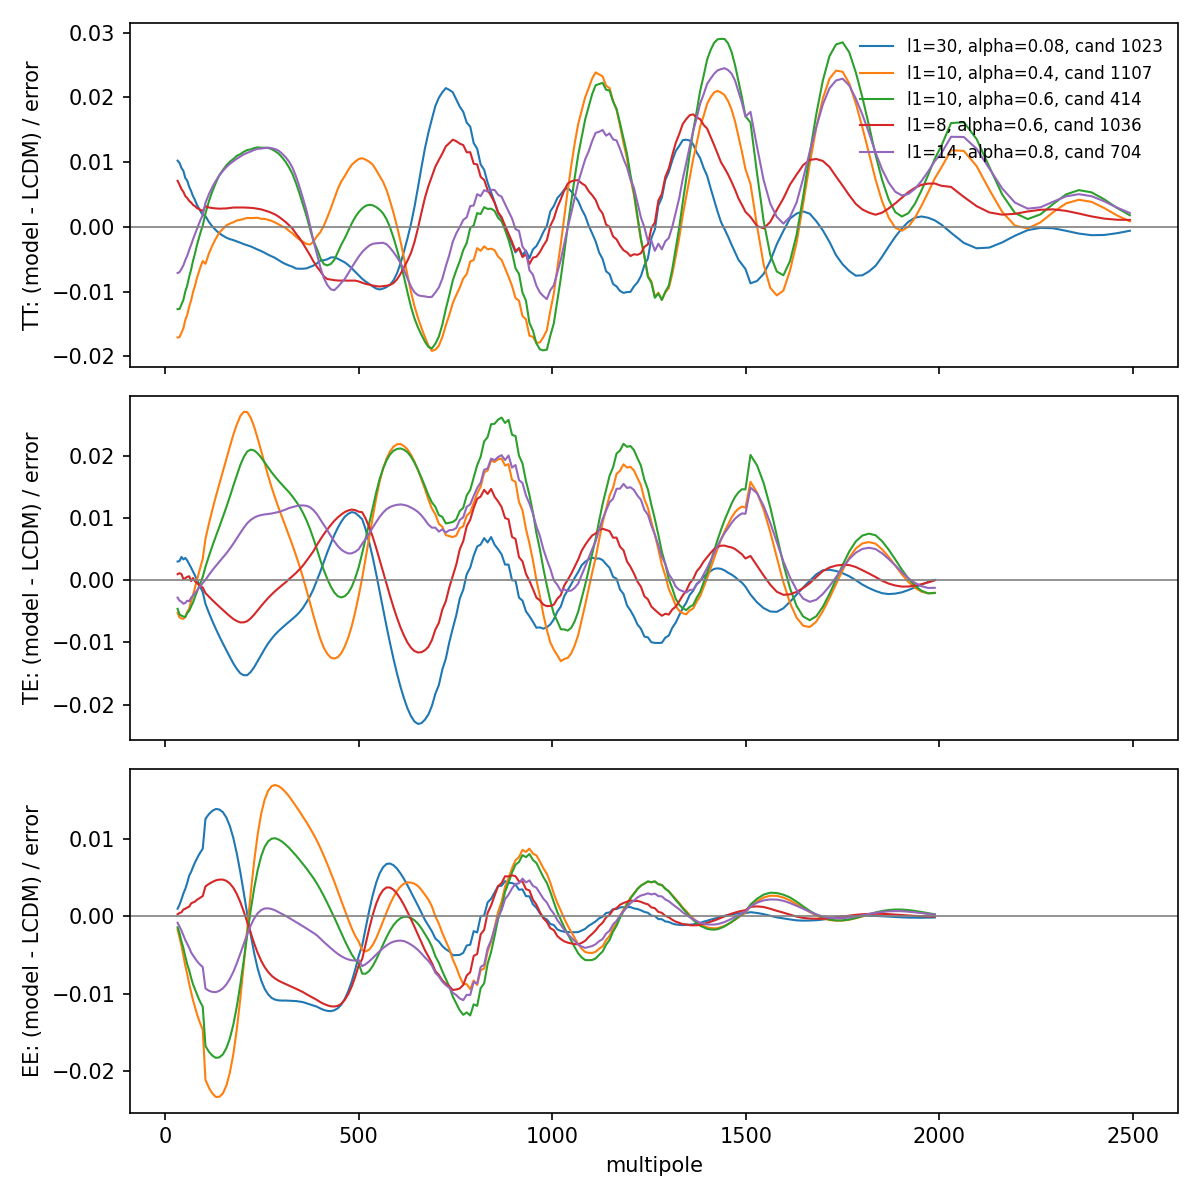 0.03
0.02
0.01
0.00
−0.01
−0.02
TT: (model - LCDM) / error
l1=30, alpha=0.08, cand 1023
l1=10, alpha=0.4, cand 1107
l1=10, alpha=0.6, cand 414
l1=8, alpha=0.6, cand 1036
l1=14, alpha=0.8, cand 704
0.02
0.01
0.00
−0.01
−0.02
TE: (model - LCDM) / error
0.01
0.00
−0.01
−0.02
EE: (model - LCDM) / error
0 500 1000 1500 2000 2500
multipole